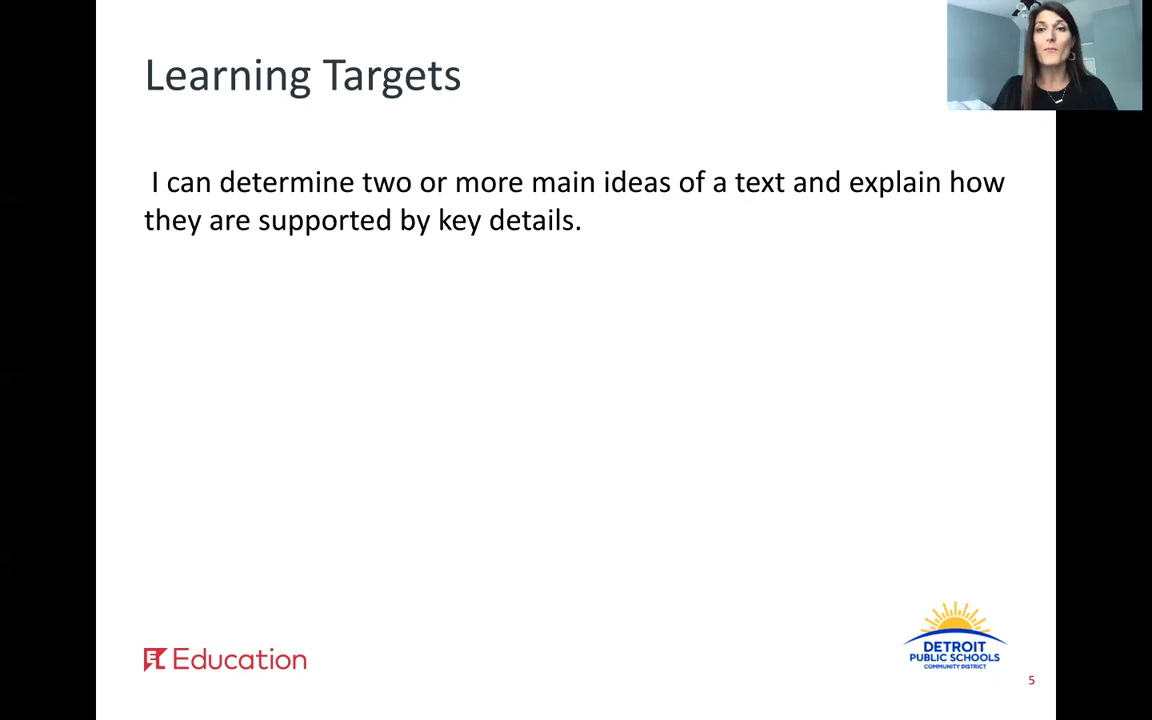 Learning Targets
I can determine two or more main ideas of a text and explain how
they are supported by key details.
EL Education
DETROIT
PUBLIC SCHOOLS
COMMUNITY DISTRICT
5